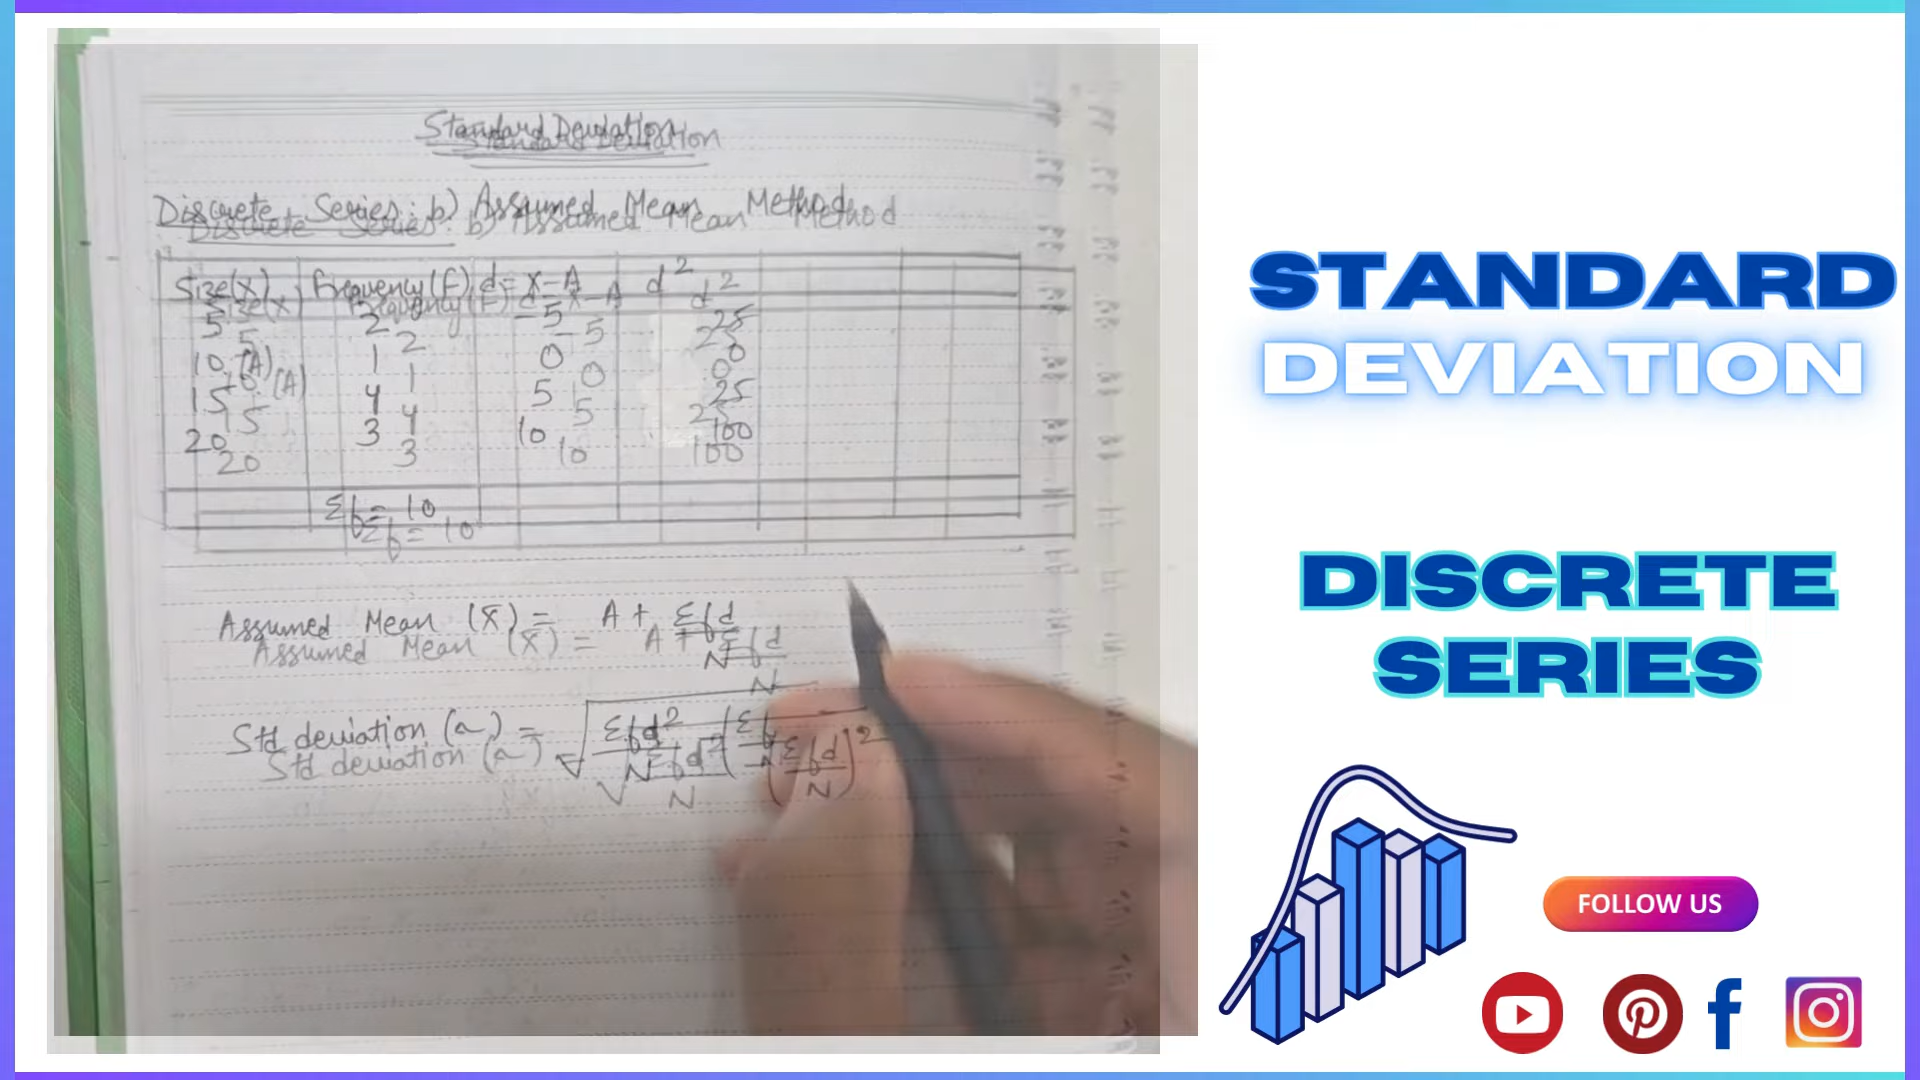 Standard Deviation
Discrete Series: b) Assumed Mean Method
Size(X) Frequency(F) d=X-A d²
5 2 -5 25
10 (A) 1 0 0
15 4 5 25
20 3 10 100
Σf= 10
Assumed Mean (X̄) = A + Σfd
N
Std deviation (σ) = √ Σfd² (Σfd)²
N N
STANDARD
DEVIATION
DISCRETE
SERIES
FOLLOW US